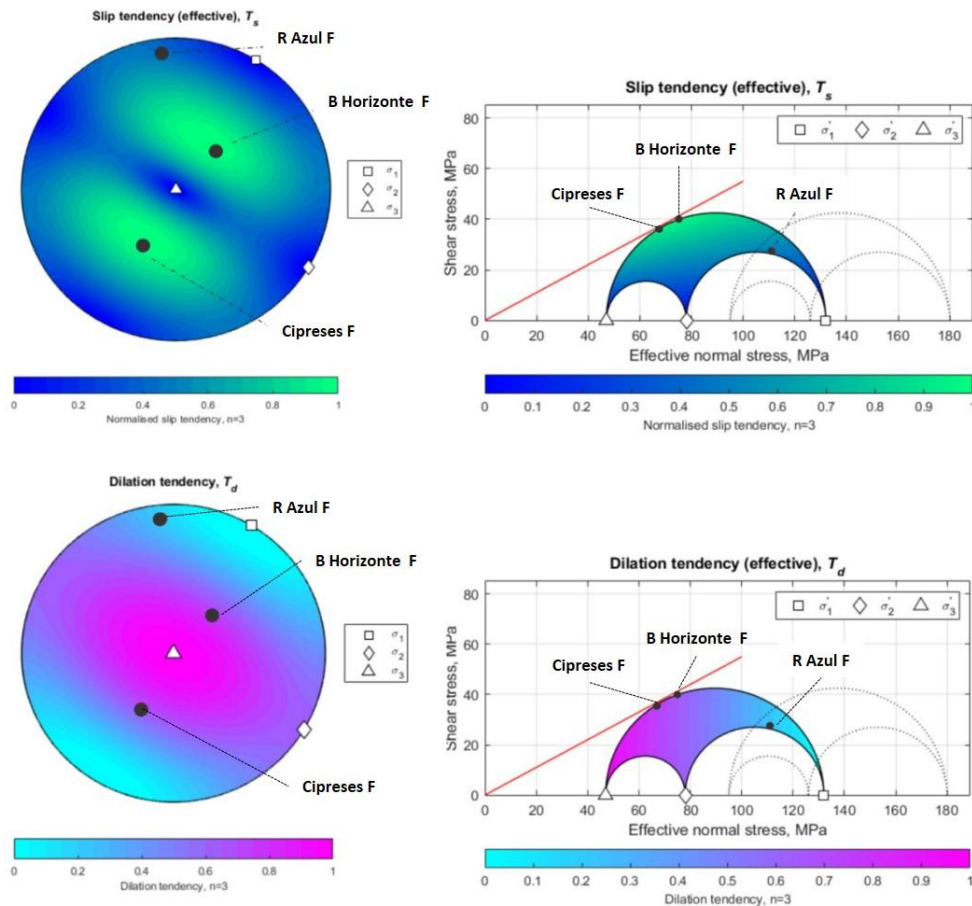 Slip tendency (effective), Ts
R Azul F
B Horizonte F
Cipreses F
σ1
σ2
σ3
0 0.2 0.4 0.6 0.8 1
Normalised slip tendency, n=3
Slip tendency (effective), Ts
σ*1 σ*2 σ*3
B Horizonte F
Cipreses F
R Azul F
Shear stress, MPa
80
60
40
20
0
0 20 40 60 80 100 120 140 160 180
Effective normal stress, MPa
0 0.1 0.2 0.3 0.4 0.5 0.6 0.7 0.8 0.9 1
Normalised slip tendency, n=3
Dilation tendency, Td
R Azul F
B Horizonte F
Cipreses F
σ1
σ2
σ3
0 0.2 0.4 0.6 0.8 1
Dilation tendency, n=3
Dilation tendency (effective), Td
σ*1 σ*2 σ*3
B Horizonte F
Cipreses F
R Azul F
Shear stress, MPa
80
60
40
20
0
0 20 40 60 80 100 120 140 160 180
Effective normal stress, MPa
0 0.1 0.2 0.3 0.4 0.5 0.6 0.7 0.8 0.9 1
Dilation tendency, n=3